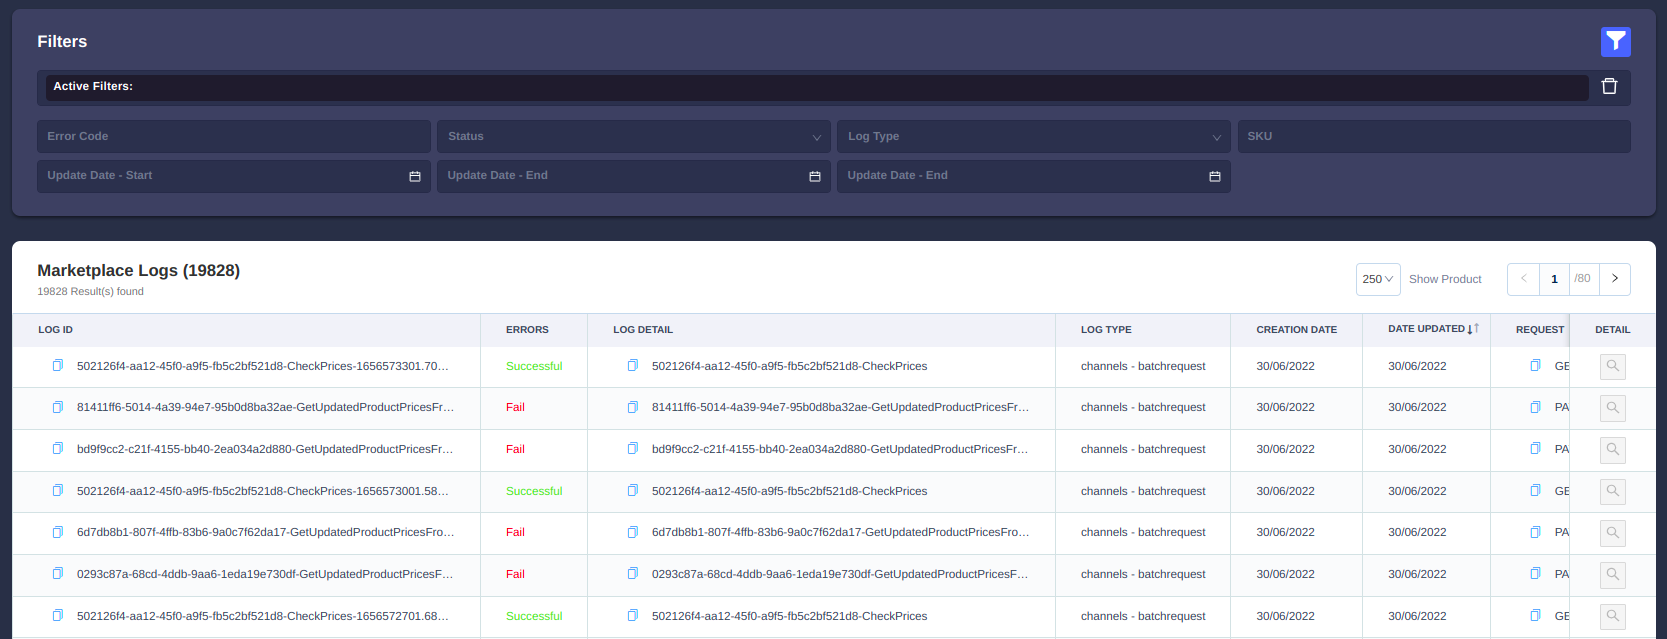 Filters
Active Filters:
Error Code Status Log Type SKU
Update Date - Start Update Date - End Update Date - End
Marketplace Logs (19828)
19828 Result(s) found
250 Show Product 1 /80
LOG ID ERRORS LOG DETAIL LOG TYPE CREATION DATE DATE UPDATED REQUEST DETAIL
502126f4-aa12-45f0-a9f5-fb5c2bf521d8-CheckPrices-1656573301.70... Successful 502126f4-aa12-45f0-a9f5-fb5c2bf521d8-CheckPrices channels - batchrequest 30/06/2022 30/06/2022 GE
81411ff6-5014-4a39-94e7-95b0d8ba32ae-GetUpdatedProductPricesFr... Fail 81411ff6-5014-4a39-94e7-95b0d8ba32ae-GetUpdatedProductPricesFr... channels - batchrequest 30/06/2022 30/06/2022 PA
bd9f9cc2-c21f-4155-bb40-2ea034a2d880-GetUpdatedProductPricesFr... Fail bd9f9cc2-c21f-4155-bb40-2ea034a2d880-GetUpdatedProductPricesFr... channels - batchrequest 30/06/2022 30/06/2022 PA
502126f4-aa12-45f0-a9f5-fb5c2bf521d8-CheckPrices-1656573001.58... Successful 502126f4-aa12-45f0-a9f5-fb5c2bf521d8-CheckPrices channels - batchrequest 30/06/2022 30/06/2022 GE
6d7db8b1-807f-4ffb-83b6-9a0c7f62da17-GetUpdatedProductPricesFro... Fail 6d7db8b1-807f-4ffb-83b6-9a0c7f62da17-GetUpdatedProductPricesFro... channels - batchrequest 30/06/2022 30/06/2022 PA
0293c87a-68cd-4ddb-9aa6-1eda19e730df-GetUpdatedProductPricesF... Fail 0293c87a-68cd-4ddb-9aa6-1eda19e730df-GetUpdatedProductPricesF... channels - batchrequest 30/06/2022 30/06/2022 PA
502126f4-aa12-45f0-a9f5-fb5c2bf521d8-CheckPrices-1656572701.68... Successful 502126f4-aa12-45f0-a9f5-fb5c2bf521d8-CheckPrices channels - batchrequest 30/06/2022 30/06/2022 GE